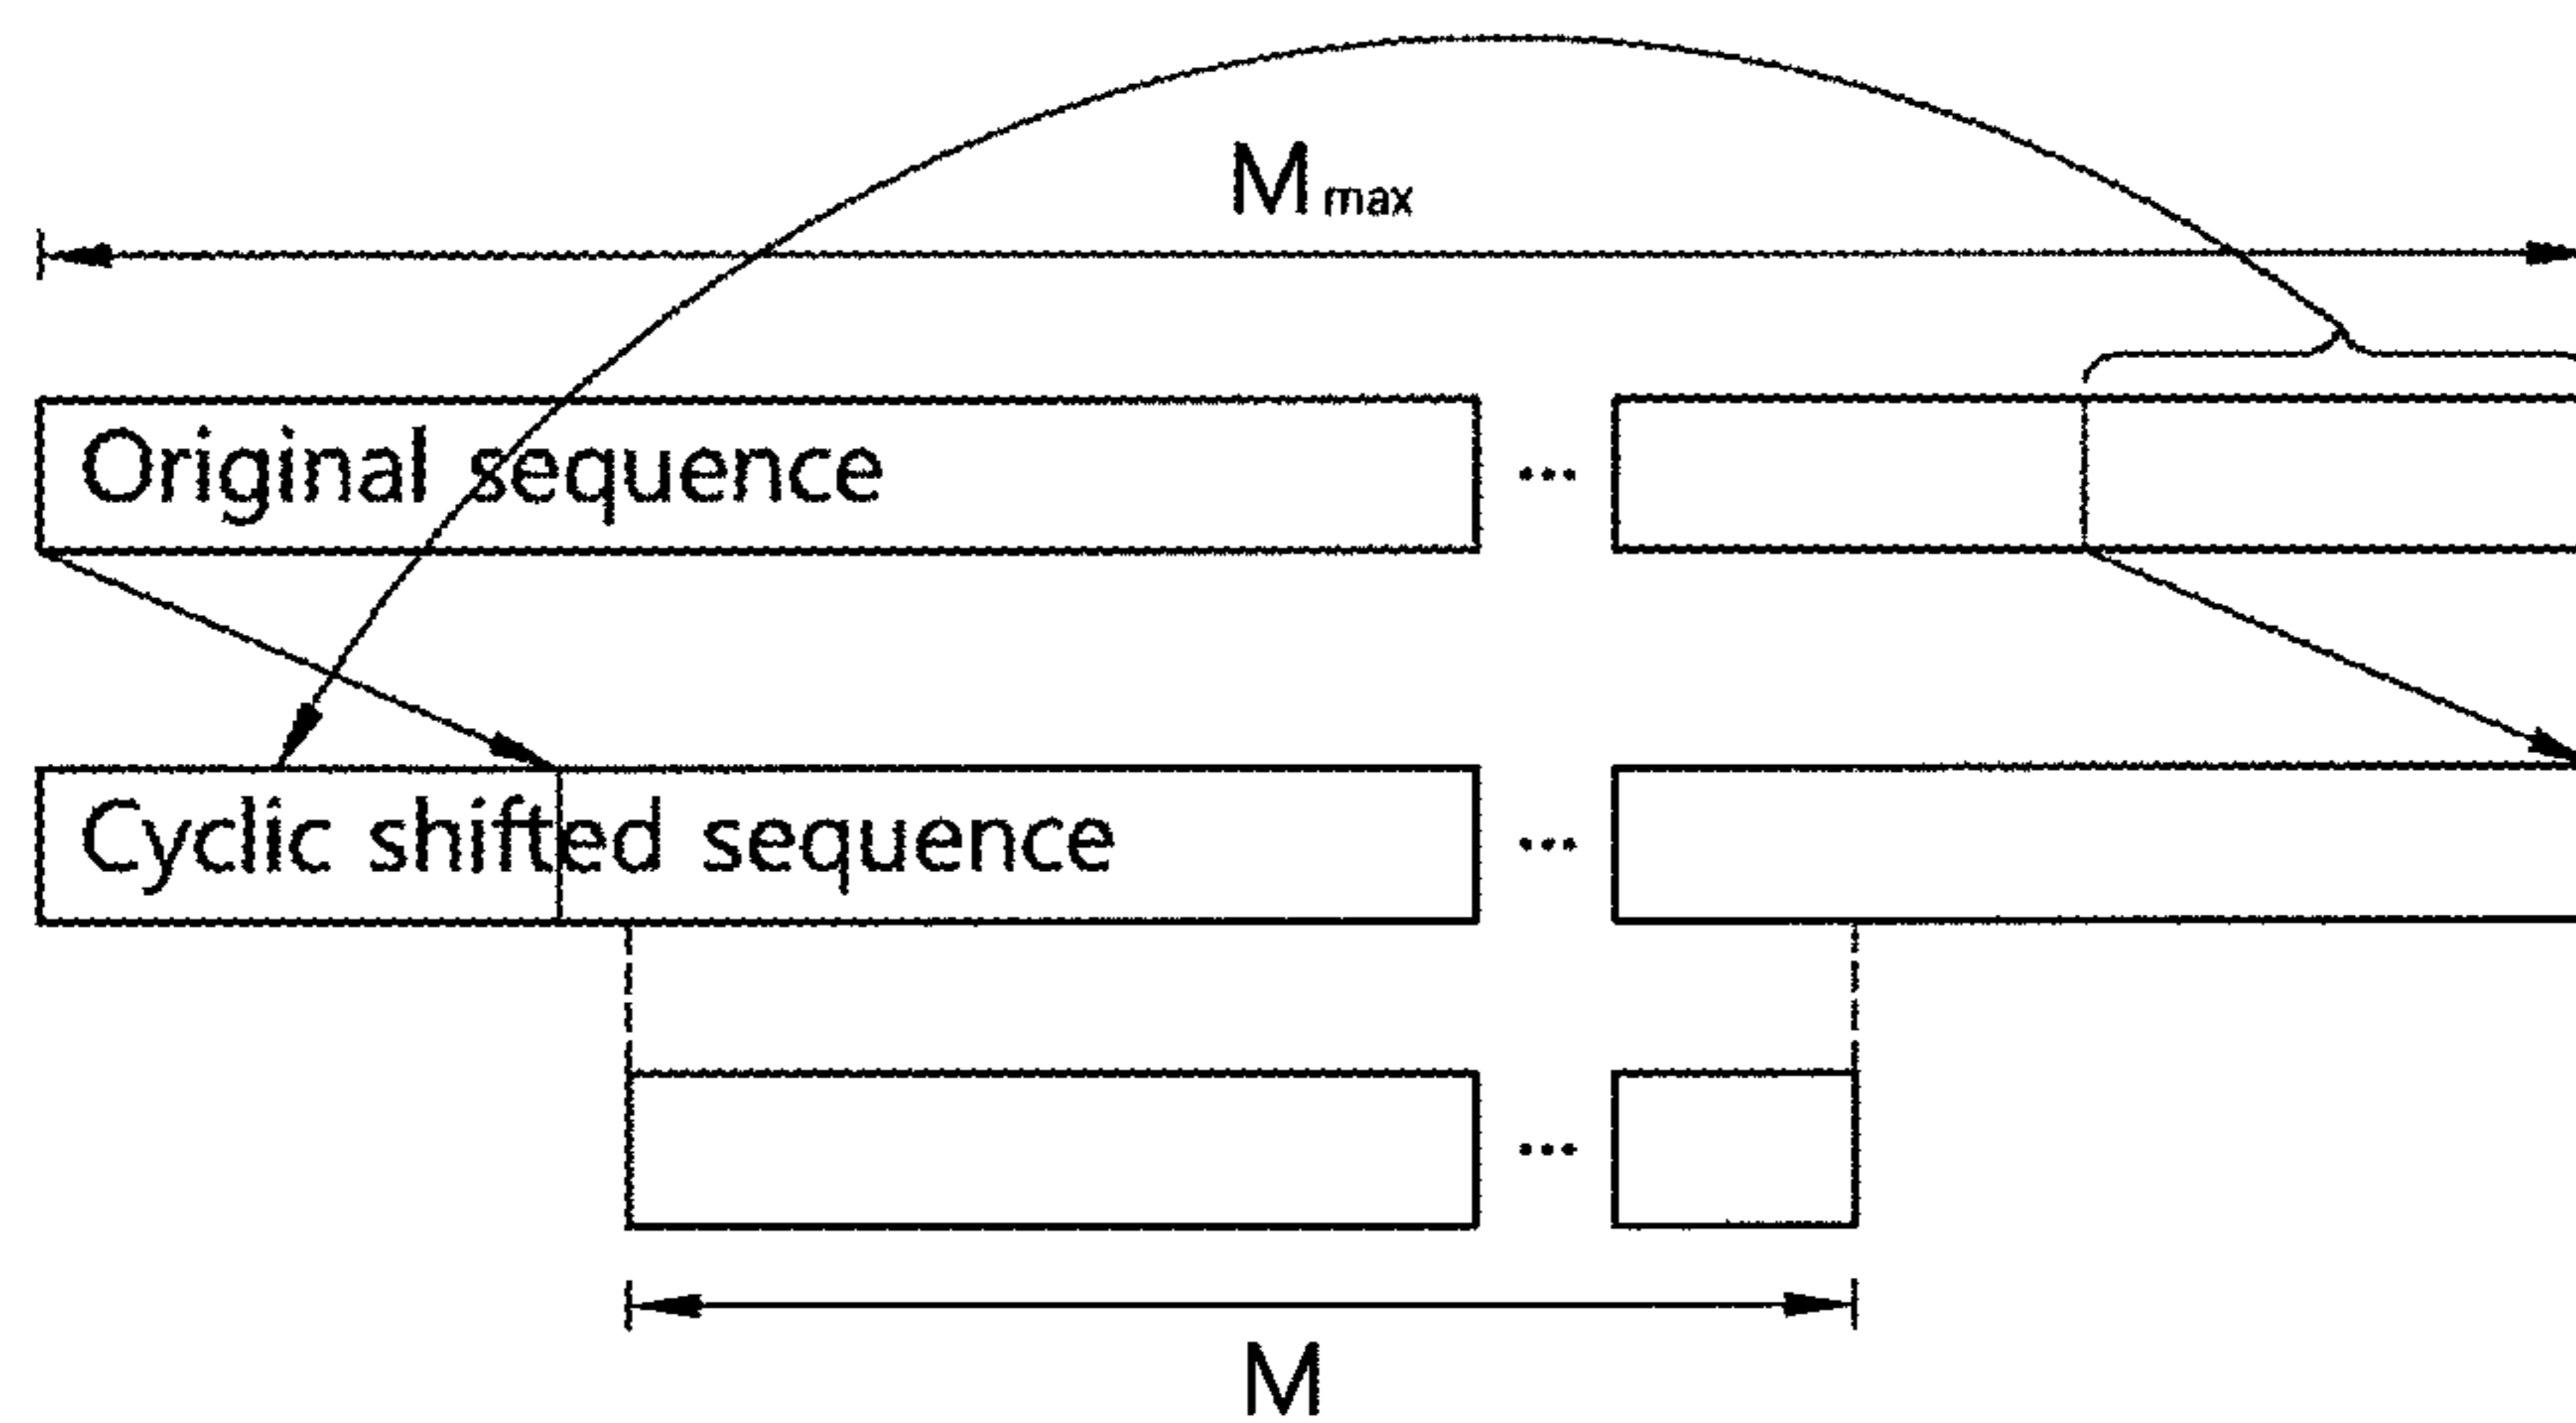 Mmax
Original sequence ...
Cyclic shifted sequence ...
...
M